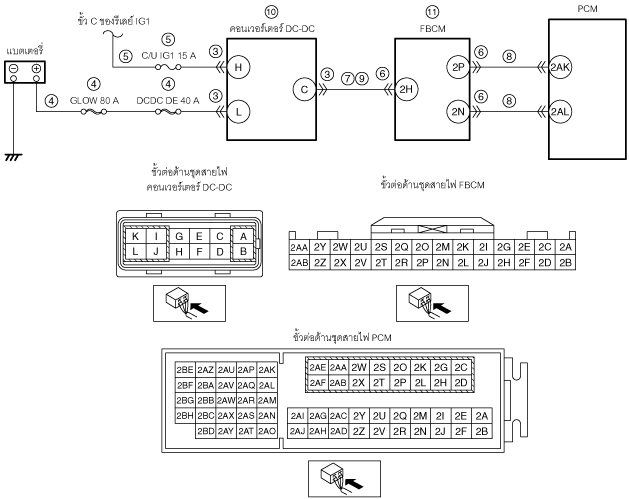 ขั้ว C ของรีเลย์ IG1
⑩
คอนเวอร์เตอร์ DC-DC
⑪
FBCM
PCM
แบตเตอรี่
⑤
⑤
C/U IG1 15 A
③
H
④
GLOW 80 A
④
④
DCDC DE 40 A
③
L
C
③
⑦ ⑨
⑥
2H
2P
⑥
⑧
2AK
2N
⑥
⑧
2AL
ขั้วต่อด้านชุดสายไฟ
คอนเวอร์เตอร์ DC-DC
K I G E C A
L J H F D B
ขั้วต่อด้านชุดสายไฟ FBCM
2AA 2Y 2W 2U 2S 2Q 2O 2M 2K 2I 2G 2E 2C 2A
2AB 2Z 2X 2V 2T 2R 2P 2N 2L 2J 2H 2F 2D 2B
ขั้วต่อด้านชุดสายไฟ PCM
2BE 2AZ 2AU 2AP 2AK
2BF 2BA 2AV 2AQ 2AL
2BG 2BB 2AW 2AR 2AM
2BH 2BC 2AX 2AS 2AN
2BD 2AY 2AT 2AO
2AE 2AA 2W 2S 2O 2K 2G 2C
2AF 2AB 2X 2T 2P 2L 2H 2D
2AI 2AG 2AC 2Y 2U 2Q 2M 2I 2E 2A
2AJ 2AH 2AD 2Z 2V 2R 2N 2J 2F 2B